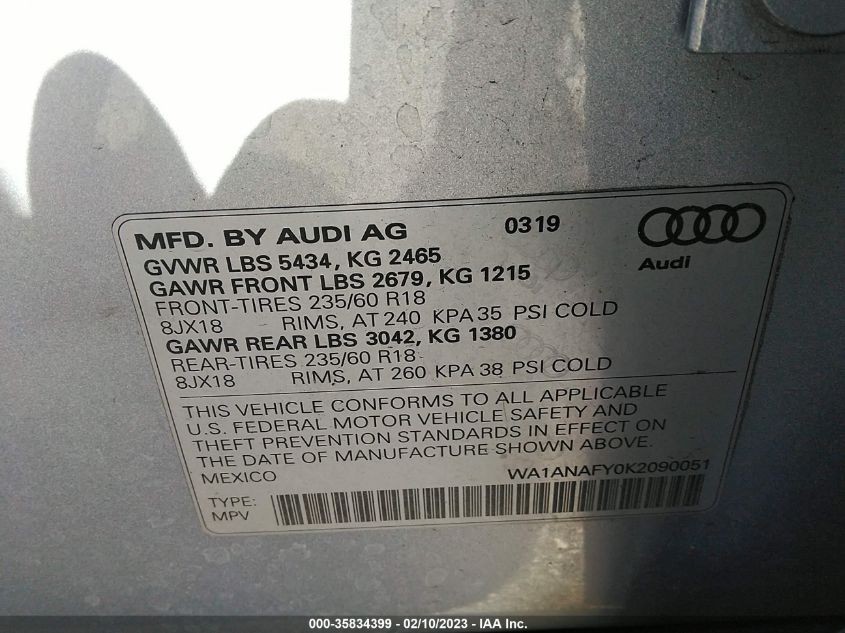 MFD. BY AUDI AG 0319
GVWR LBS 5434, KG 2465
GAWR FRONT LBS 2679, KG 1215
Audi
FRONT-TIRES 235/60 R18
8JX18 RIMS, AT 240 KPA 35 PSI COLD
GAWR REAR LBS 3042, KG 1380
REAR-TIRES 235/60 R18
8JX18 RIMS, AT 260 KPA 38 PSI COLD
THIS VEHICLE CONFORMS TO ALL APPLICABLE
U.S. FEDERAL MOTOR VEHICLE SAFETY AND
THEFT PREVENTION STANDARDS IN EFFECT ON
THE DATE OF MANUFACTURE SHOWN ABOVE.
MEXICO WA1ANAFY0K2090051
TYPE:
MPV
000-35834399 - 02/10/2023 - IAA Inc.